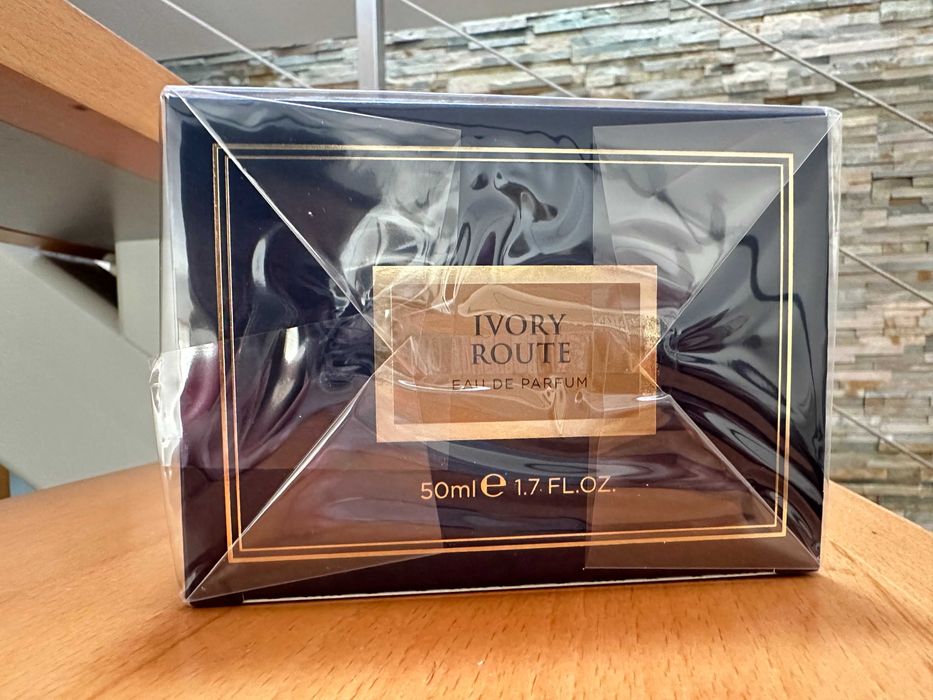 IVORY
ROUTE
EAU DE PARFUM
50ml ℮ 1.7 FL.OZ.